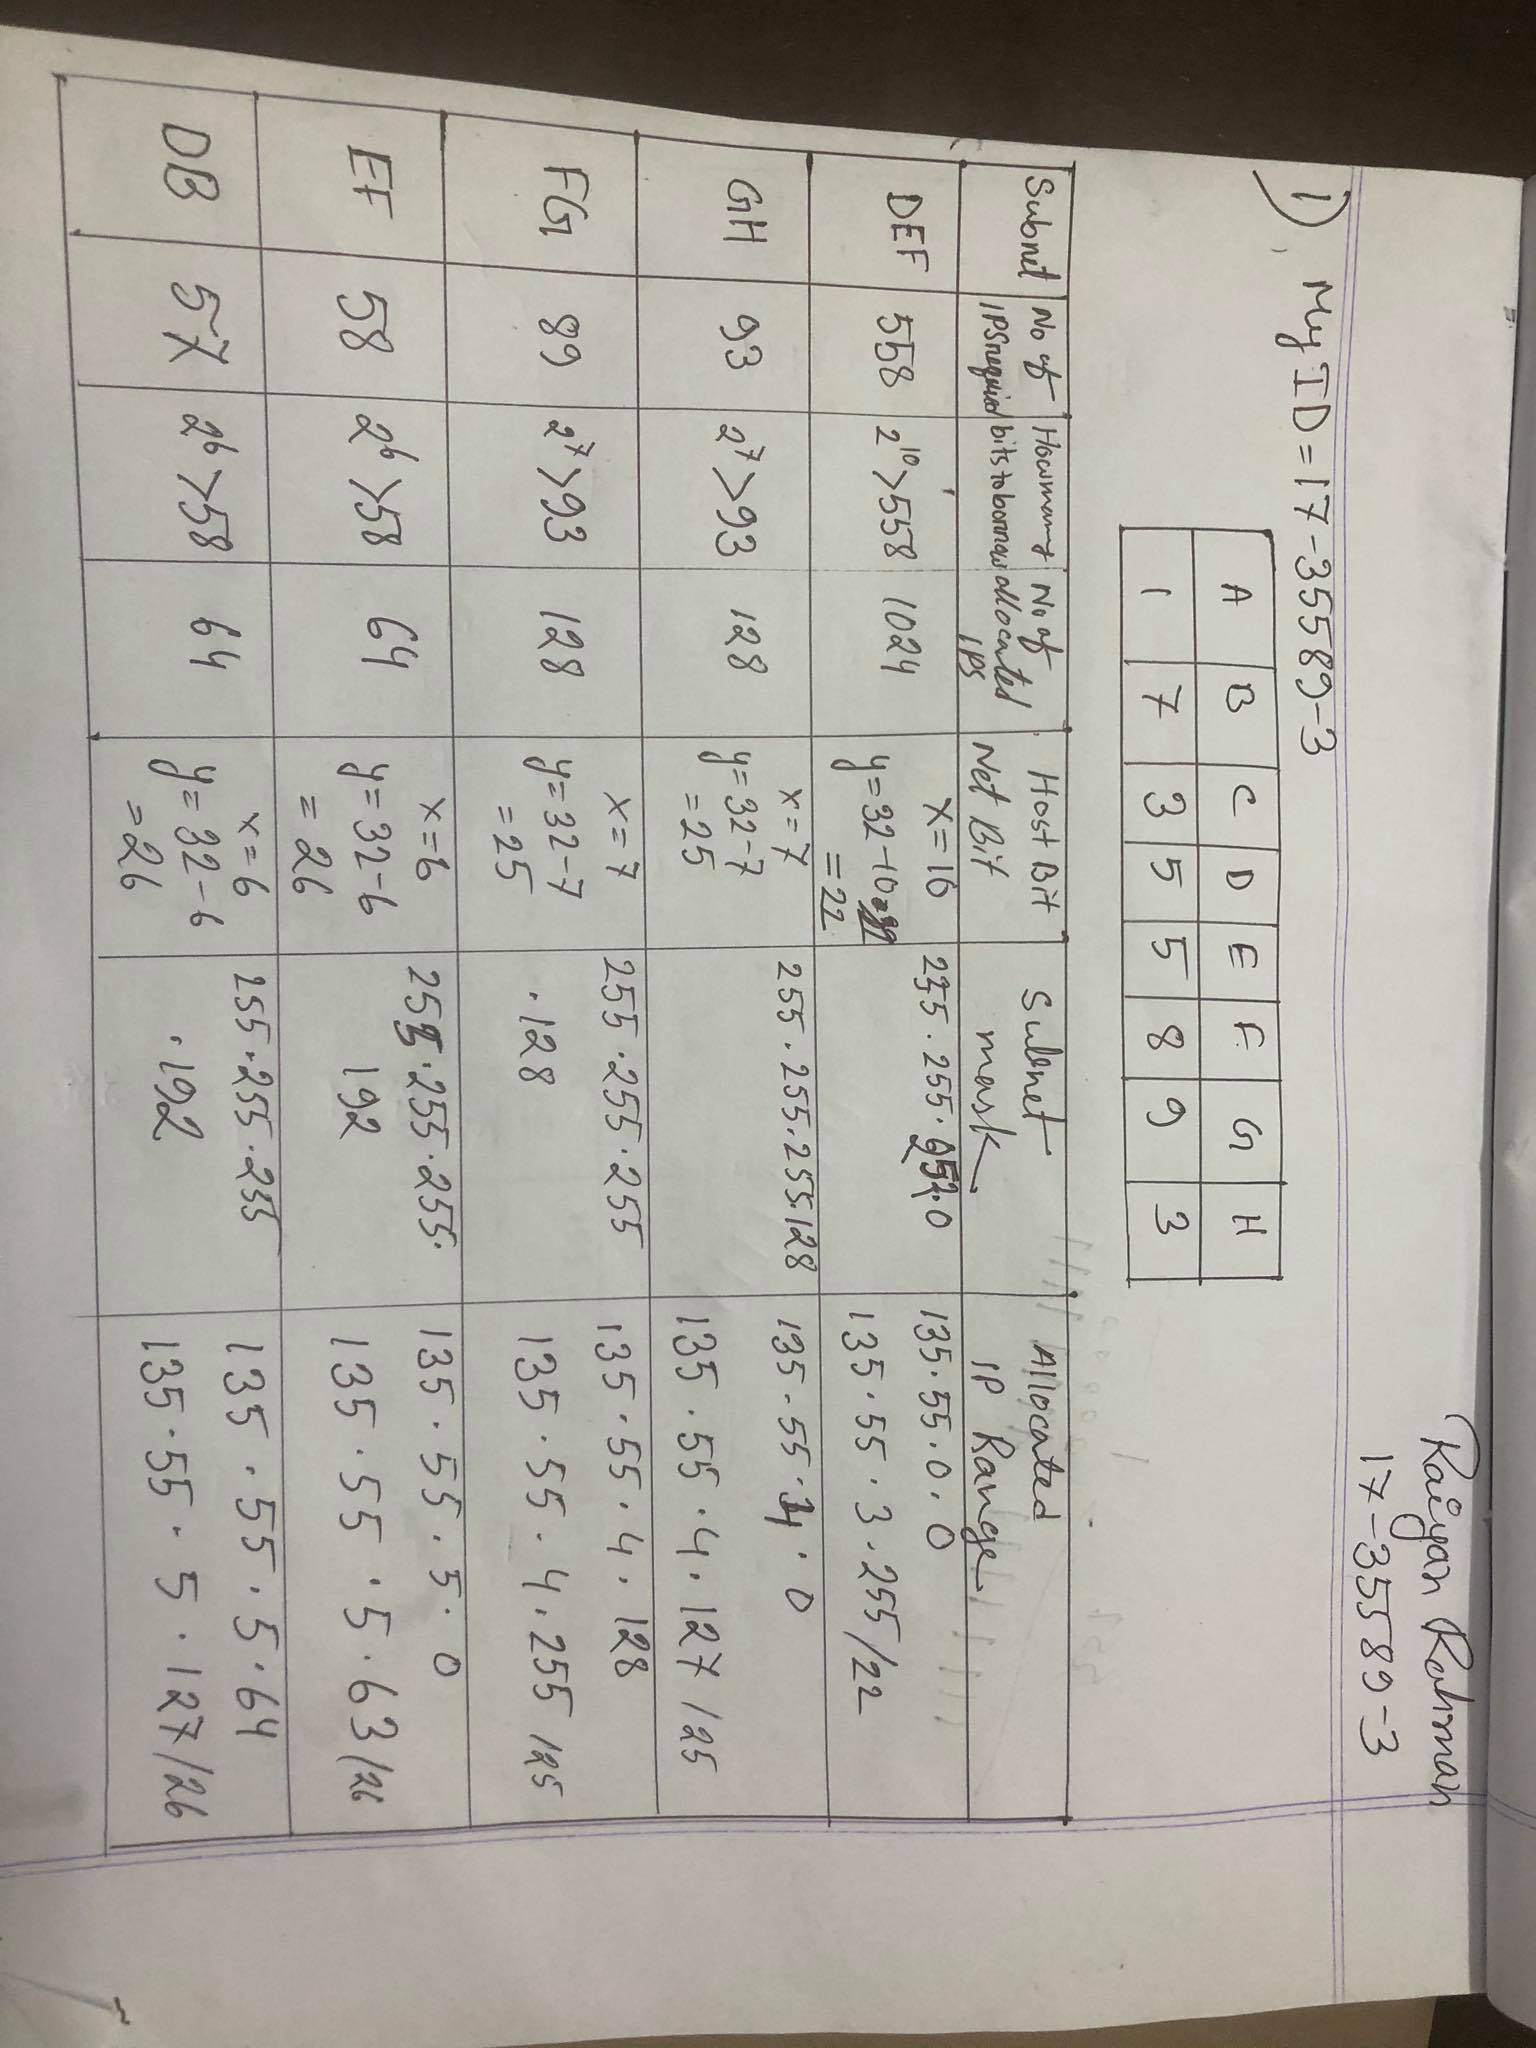 Raiyan Rahman
17-35589-3
1) My ID = 17-35589-3
A B C D E F G H
1 7 3 5 5 8 9 3
Subnet | No of IPS required | How many bits to borrow | No of allocated IPS | Host Bit Net Bit | Subnet mask | Allocated IP Range
DEF | 558 | 2^10 > 558 | 1024 | x = 10 y = 32-10 = 22 | 255.255.252.0 | 135.55.0.0 135.55.3.255/22
GH | 93 | 2^7 > 93 | 128 | x = 7 y = 32-7 = 25 | 255.255.255.128 | 135.55.4.0 135.55.4.127/25
FG | 89 | 2^7 > 93 | 128 | x = 7 y = 32-7 = 25 | 255.255.255 .128 | 135.55.4.128 135.55.4.255/25
EF | 58 | 2^6 > 58 | 64 | x = 6 y = 32-6 = 26 | 255.255.255. 192 | 135.55.5.0 135.55.5.63/26
DB | 57 | 2^6 > 58 | 64 | x = 6 y = 32-6 = 26 | 255.255.255 .192 | 135.55.5.64 135.55.5.127/26